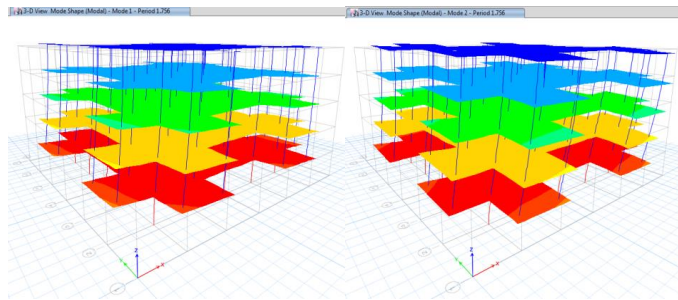 3-D View Mode Shape (Modal) - Mode 1 - Period 1.756
3-D View Mode Shape (Modal) - Mode 2 - Period 1.756
Z
Y
X
Z
Y
X